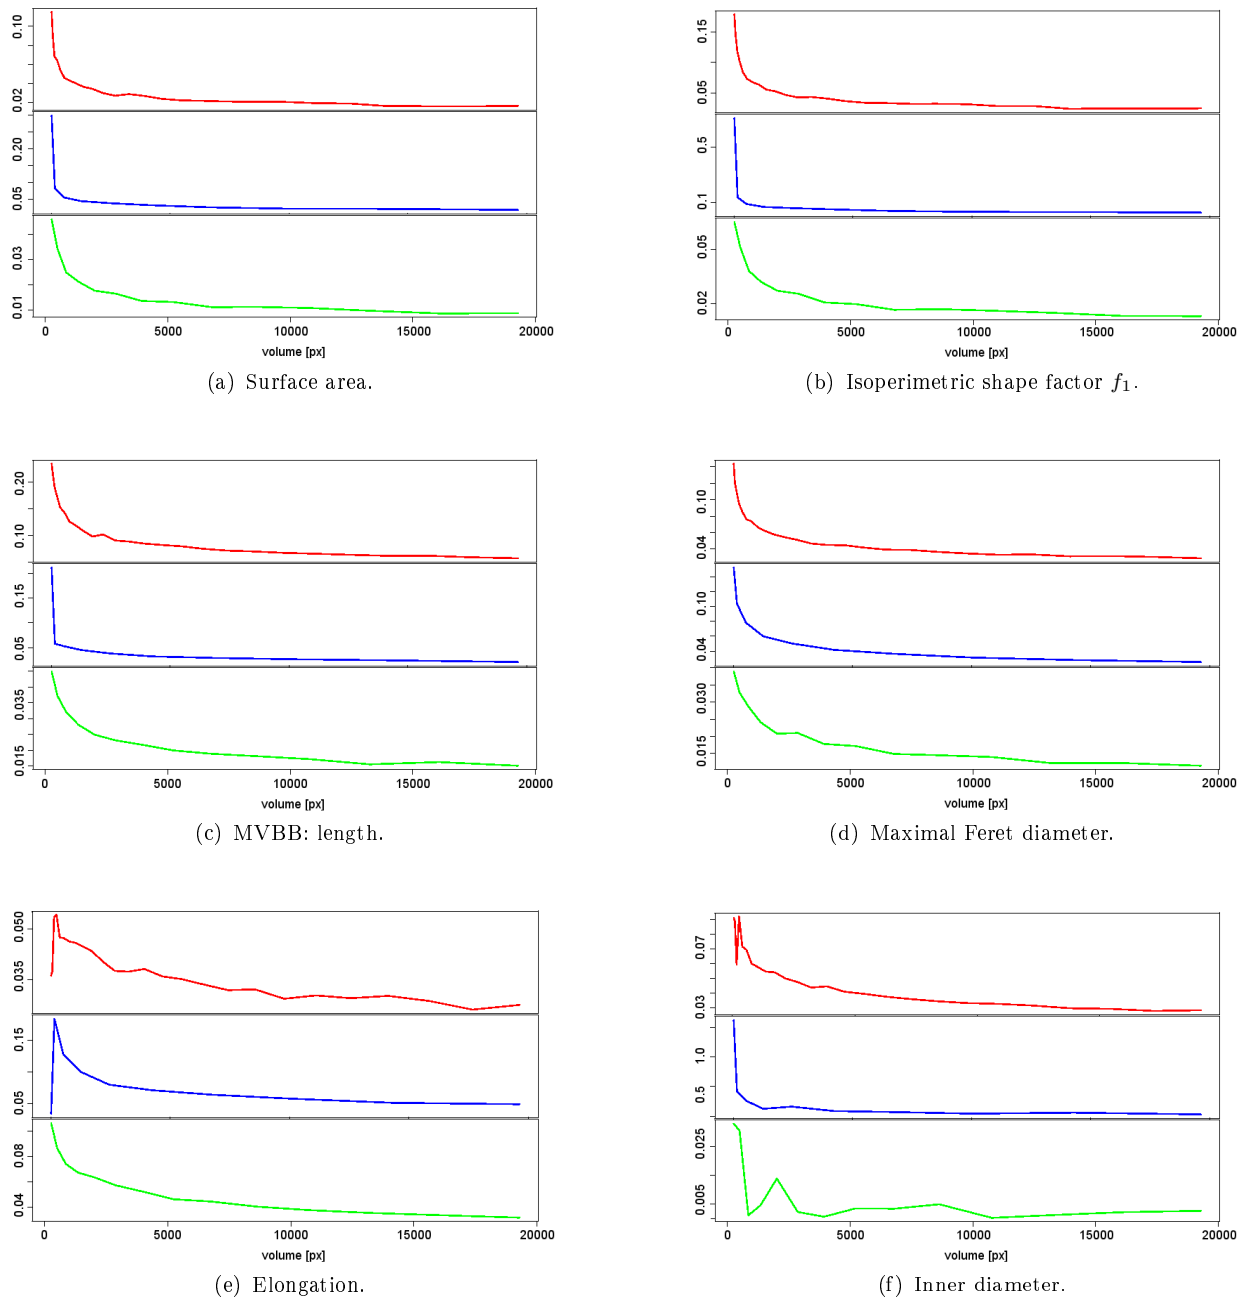 0.10
0.02
0.20
0.05
0.03
0.01
0 5000 10000 15000 20000
volume [px]
(a) Surface area.
0.15
0.05
0.5
0.1
0.05
0.02
0 5000 10000 15000 20000
volume [px]
(b) Isoperimetric shape factor f₁.
0.20
0.10
0.15
0.05
0.035
0.015
0 5000 10000 15000 20000
volume [px]
(c) MVBB: length.
0.10
0.04
0.10
0.04
0.030
0.015
0 5000 10000 15000 20000
volume [px]
(d) Maximal Feret diameter.
0.050
0.035
0.15
0.05
0.08
0.04
0 5000 10000 15000 20000
volume [px]
(e) Elongation.
0.07
0.03
1.0
0.5
0.025
0.005
0 5000 10000 15000 20000
volume [px]
(f) Inner diameter.